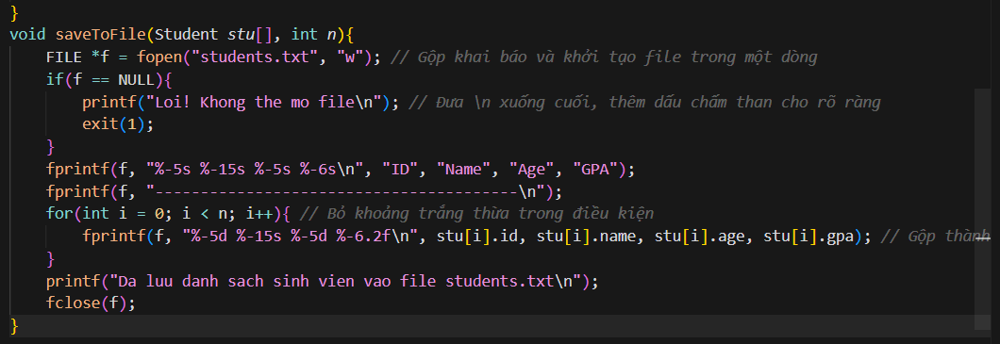 }
void saveToFile(Student stu[], int n){
    FILE *f = fopen("students.txt", "w"); // Gộp khai báo và khởi tạo file trong một dòng
    if(f == NULL){
        printf("Loi! Khong the mo file\n"); // Đưa \n xuống cuối, thêm dấu chấm than cho rõ ràng
        exit(1);
    }
    fprintf(f, "%-5s %-15s %-5s %-6s\n", "ID", "Name", "Age", "GPA");
    fprintf(f, "----------------------------------------\n");
    for(int i = 0; i < n; i++){ // Bỏ khoảng trắng thừa trong điều kiện
        fprintf(f, "%-5d %-15s %-5d %-6.2f\n", stu[i].id, stu[i].name, stu[i].age, stu[i].gpa); // Gộp thành
    }
    printf("Da luu danh sach sinh vien vao file students.txt\n");
    fclose(f);
}